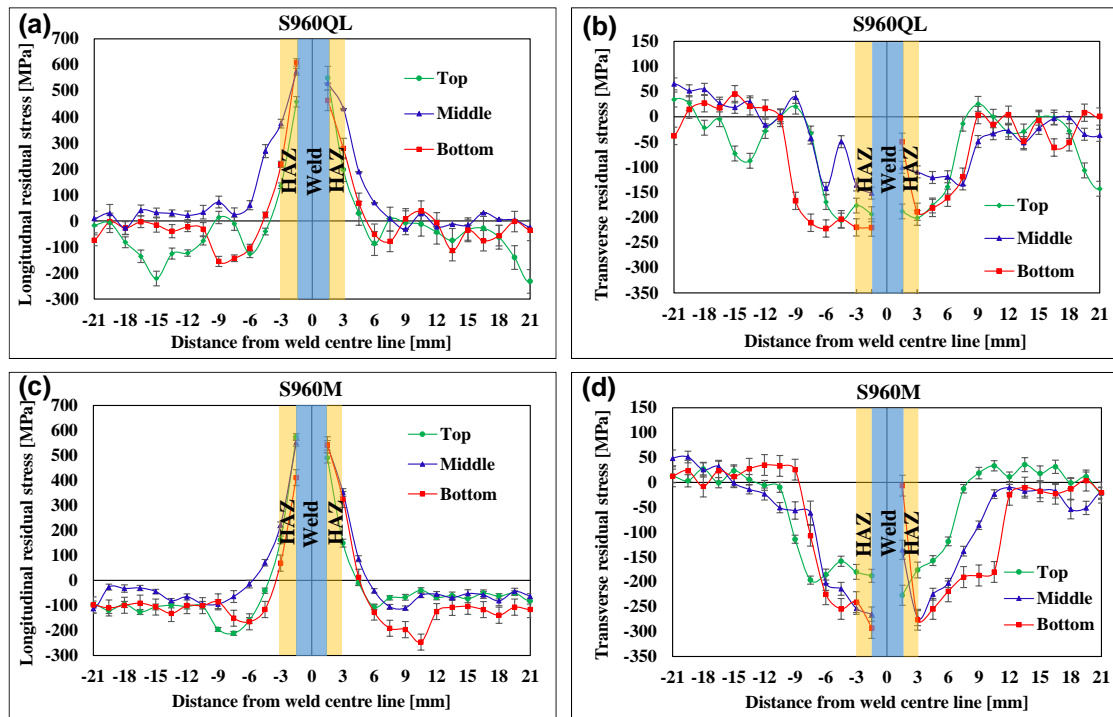 (a)
S960QL
Longitudinal residual stress [MPa]
700
600
500
400
300
200
100
0
-100
-200
-300
Top
Middle
Bottom
HAZ
Weld
HAZ
-21 -18 -15 -12 -9 -6 -3 0 3 6 9 12 15 18 21
Distance from weld centre line [mm]
(b)
S960QL
Transverse residual stress [MPa]
150
100
50
0
-50
-100
-150
-200
-250
-300
-350
HAZ
Weld
HAZ
Top
Middle
Bottom
-21 -18 -15 -12 -9 -6 -3 0 3 6 9 12 15 18 21
Distance from weld centre line [mm]
(c)
S960M
Longitudinal residual stress [MPa]
700
600
500
400
300
200
100
0
-100
-200
-300
Top
Middle
Bottom
HAZ
Weld
HAZ
-21 -18 -15 -12 -9 -6 -3 0 3 6 9 12 15 18 21
Distance from weld centre line [mm]
(d)
S960M
Transverse residual stress [MPa]
150
100
50
0
-50
-100
-150
-200
-250
-300
-350
HAZ
Weld
HAZ
Top
Middle
Bottom
-21 -18 -15 -12 -9 -6 -3 0 3 6 9 12 15 18 21
Distance from weld centre line [mm]